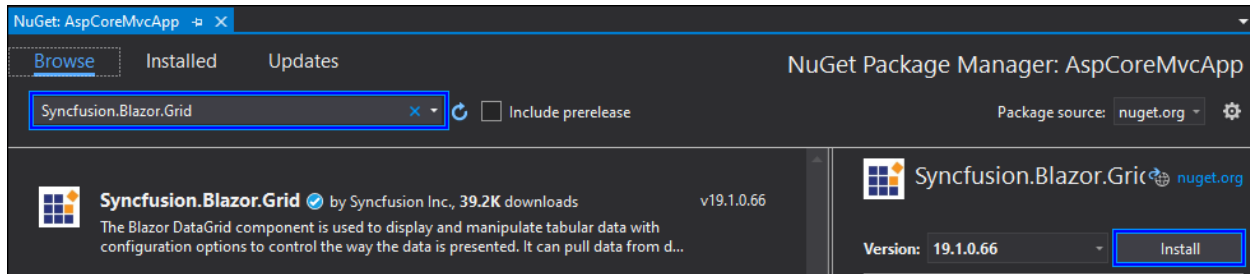 NuGet: AspCoreMvcApp
Browse Installed Updates
NuGet Package Manager: AspCoreMvcApp
Syncfusion.Blazor.Grid
Include prerelease
Package source: nuget.org
Syncfusion.Blazor.Grid by Syncfusion Inc., 39.2K downloads v19.1.0.66
The Blazor DataGrid component is used to display and manipulate tabular data with
configuration options to control the way the data is presented. It can pull data from d...
Syncfusion.Blazor.Gric nuget.org
Version: 19.1.0.66 Install